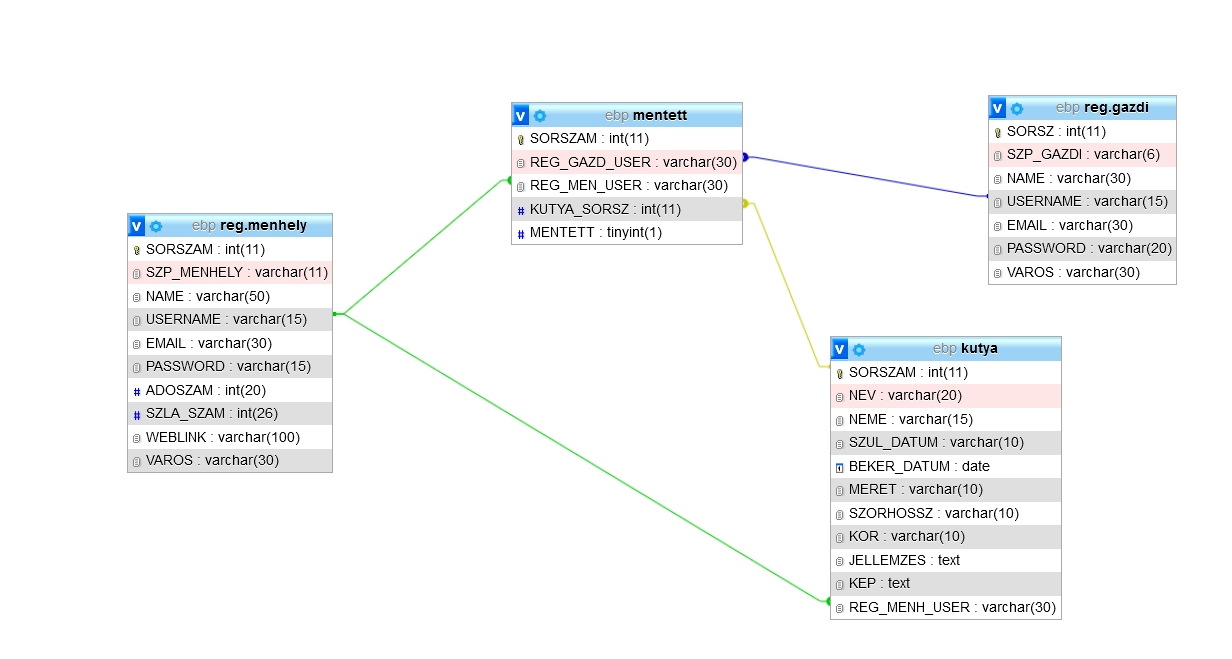 ebp reg.menhely
SORSZAM : int(11)
SZP_MENHELY : varchar(11)
NAME : varchar(50)
USERNAME : varchar(15)
EMAIL : varchar(30)
PASSWORD : varchar(15)
ADOSZAM : int(20)
SZLA_SZAM : int(26)
WEBLINK : varchar(100)
VAROS : varchar(30)
ebp mentett
SORSZAM : int(11)
REG_GAZD_USER : varchar(30)
REG_MEN_USER : varchar(30)
KUTYA_SORSZ : int(11)
MENTETT : tinyint(1)
ebp reg.gazdi
SORSZ : int(11)
SZP_GAZDI : varchar(6)
NAME : varchar(30)
USERNAME : varchar(15)
EMAIL : varchar(30)
PASSWORD : varchar(20)
VAROS : varchar(30)
ebp kutya
SORSZAM : int(11)
NEV : varchar(20)
NEME : varchar(15)
SZUL_DATUM : varchar(10)
BEKER_DATUM : date
MERET : varchar(10)
SZORHOSSZ : varchar(10)
KOR : varchar(10)
JELLEMZES : text
KEP : text
REG_MENH_USER : varchar(30)